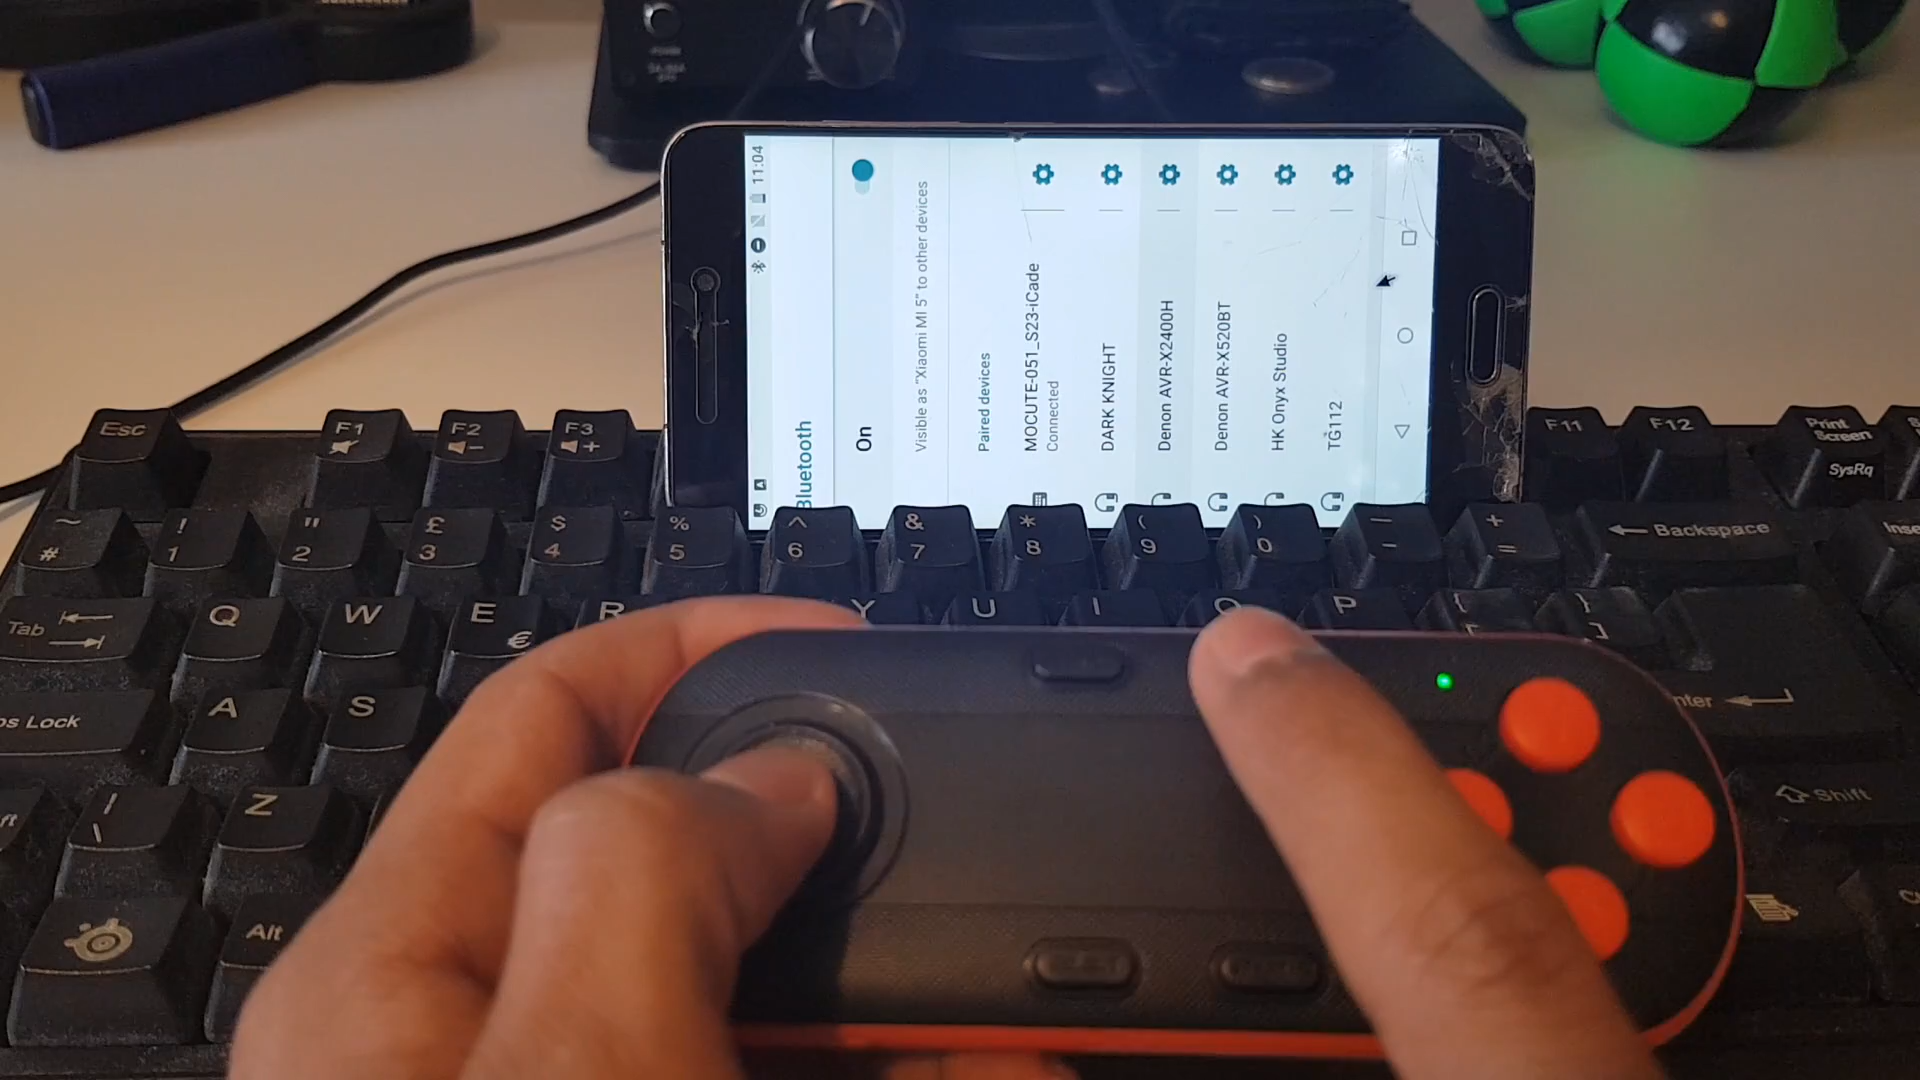 11:04
Bluetooth
On
Visible as "Xiaomi MI 5" to other devices
Paired devices
MOCUTE-051_S23-iCade
Connected
DARK KNIGHT
Denon AVR-X2400H
Denon AVR-X520BT
HK Onyx Studio
TG112
Esc F1 F2 F3 F11 F12 Print Screen SysRq
~ # ! 1 " 2 £ 3 $ 4 % 5 ^ 6 & 7 * 8 ( 9 ) 0 _ - + = Backspace
Tab Q W E € R Y U I O P { [ } ]
Lock A S
| \ Z Shift
Alt